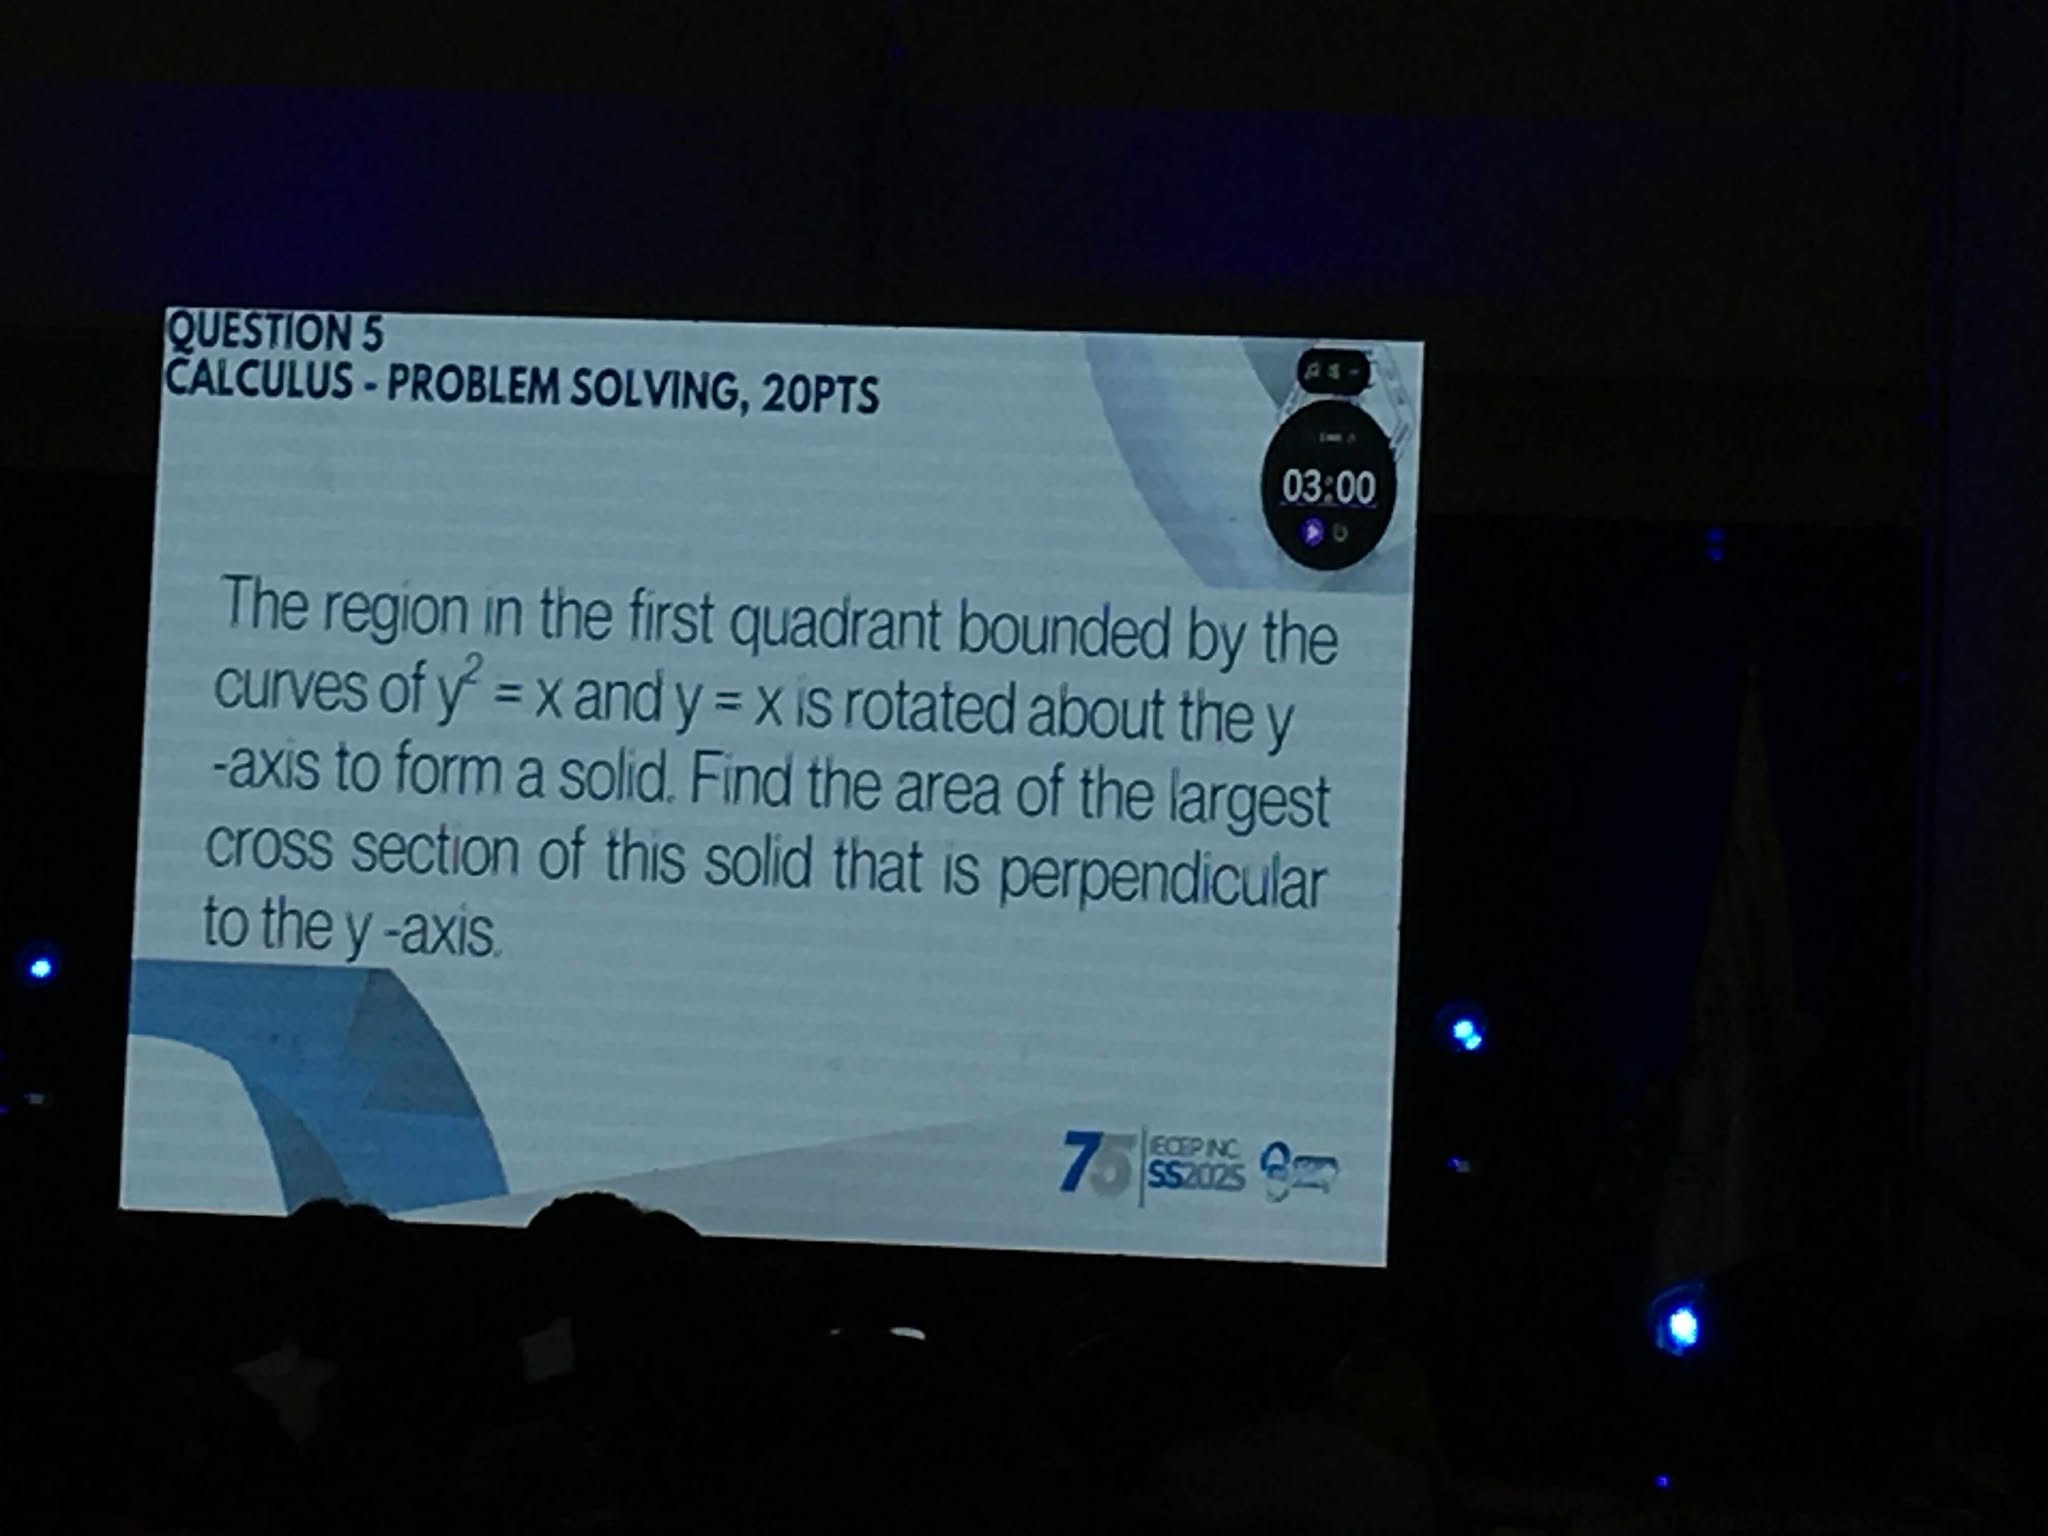 QUESTION 5
CALCULUS - PROBLEM SOLVING, 20PTS
03:00
The region in the first quadrant bounded by the
curves of y² = x and y = x is rotated about the y
-axis to form a solid. Find the area of the largest
cross section of this solid that is perpendicular
to the y -axis.
75 IECEP INC.
SS2025